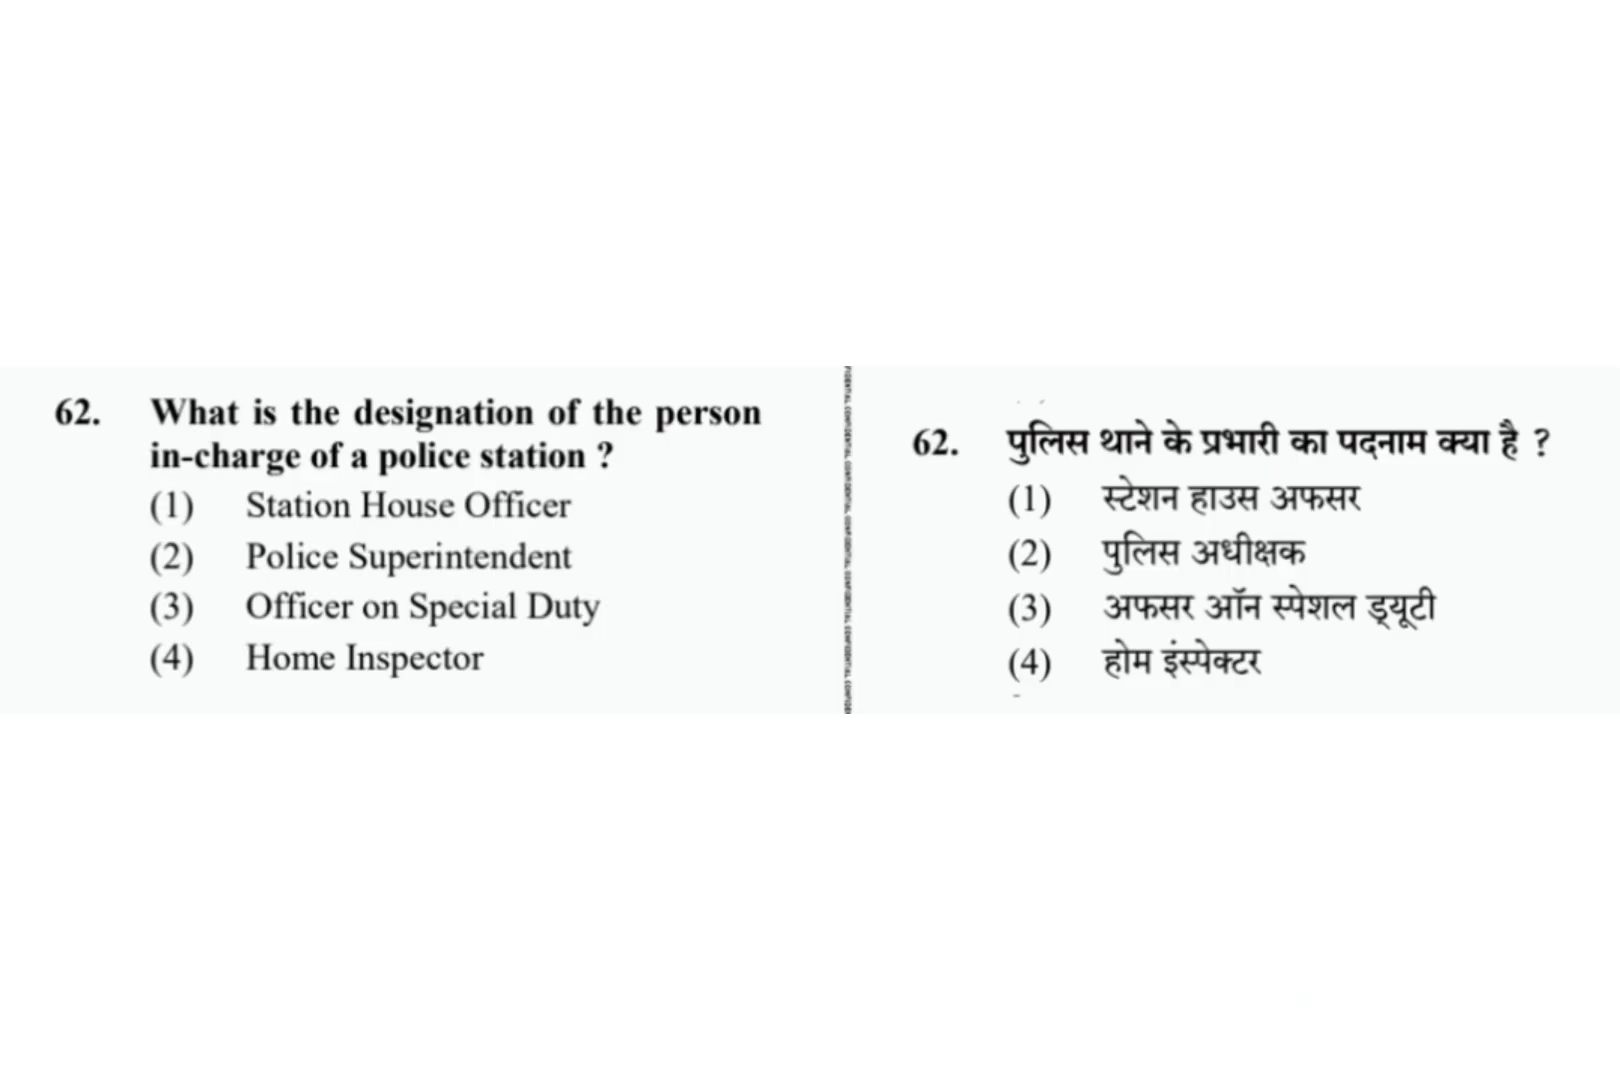 62. What is the designation of the person
in-charge of a police station ?
(1) Station House Officer
(2) Police Superintendent
(3) Officer on Special Duty
(4) Home Inspector
62. पुलिस थाने के प्रभारी का पदनाम क्या है ?
(1) स्टेशन हाउस अफसर
(2) पुलिस अधीक्षक
(3) अफसर ऑन स्पेशल ड्यूटी
(4) होम इंस्पेक्टर